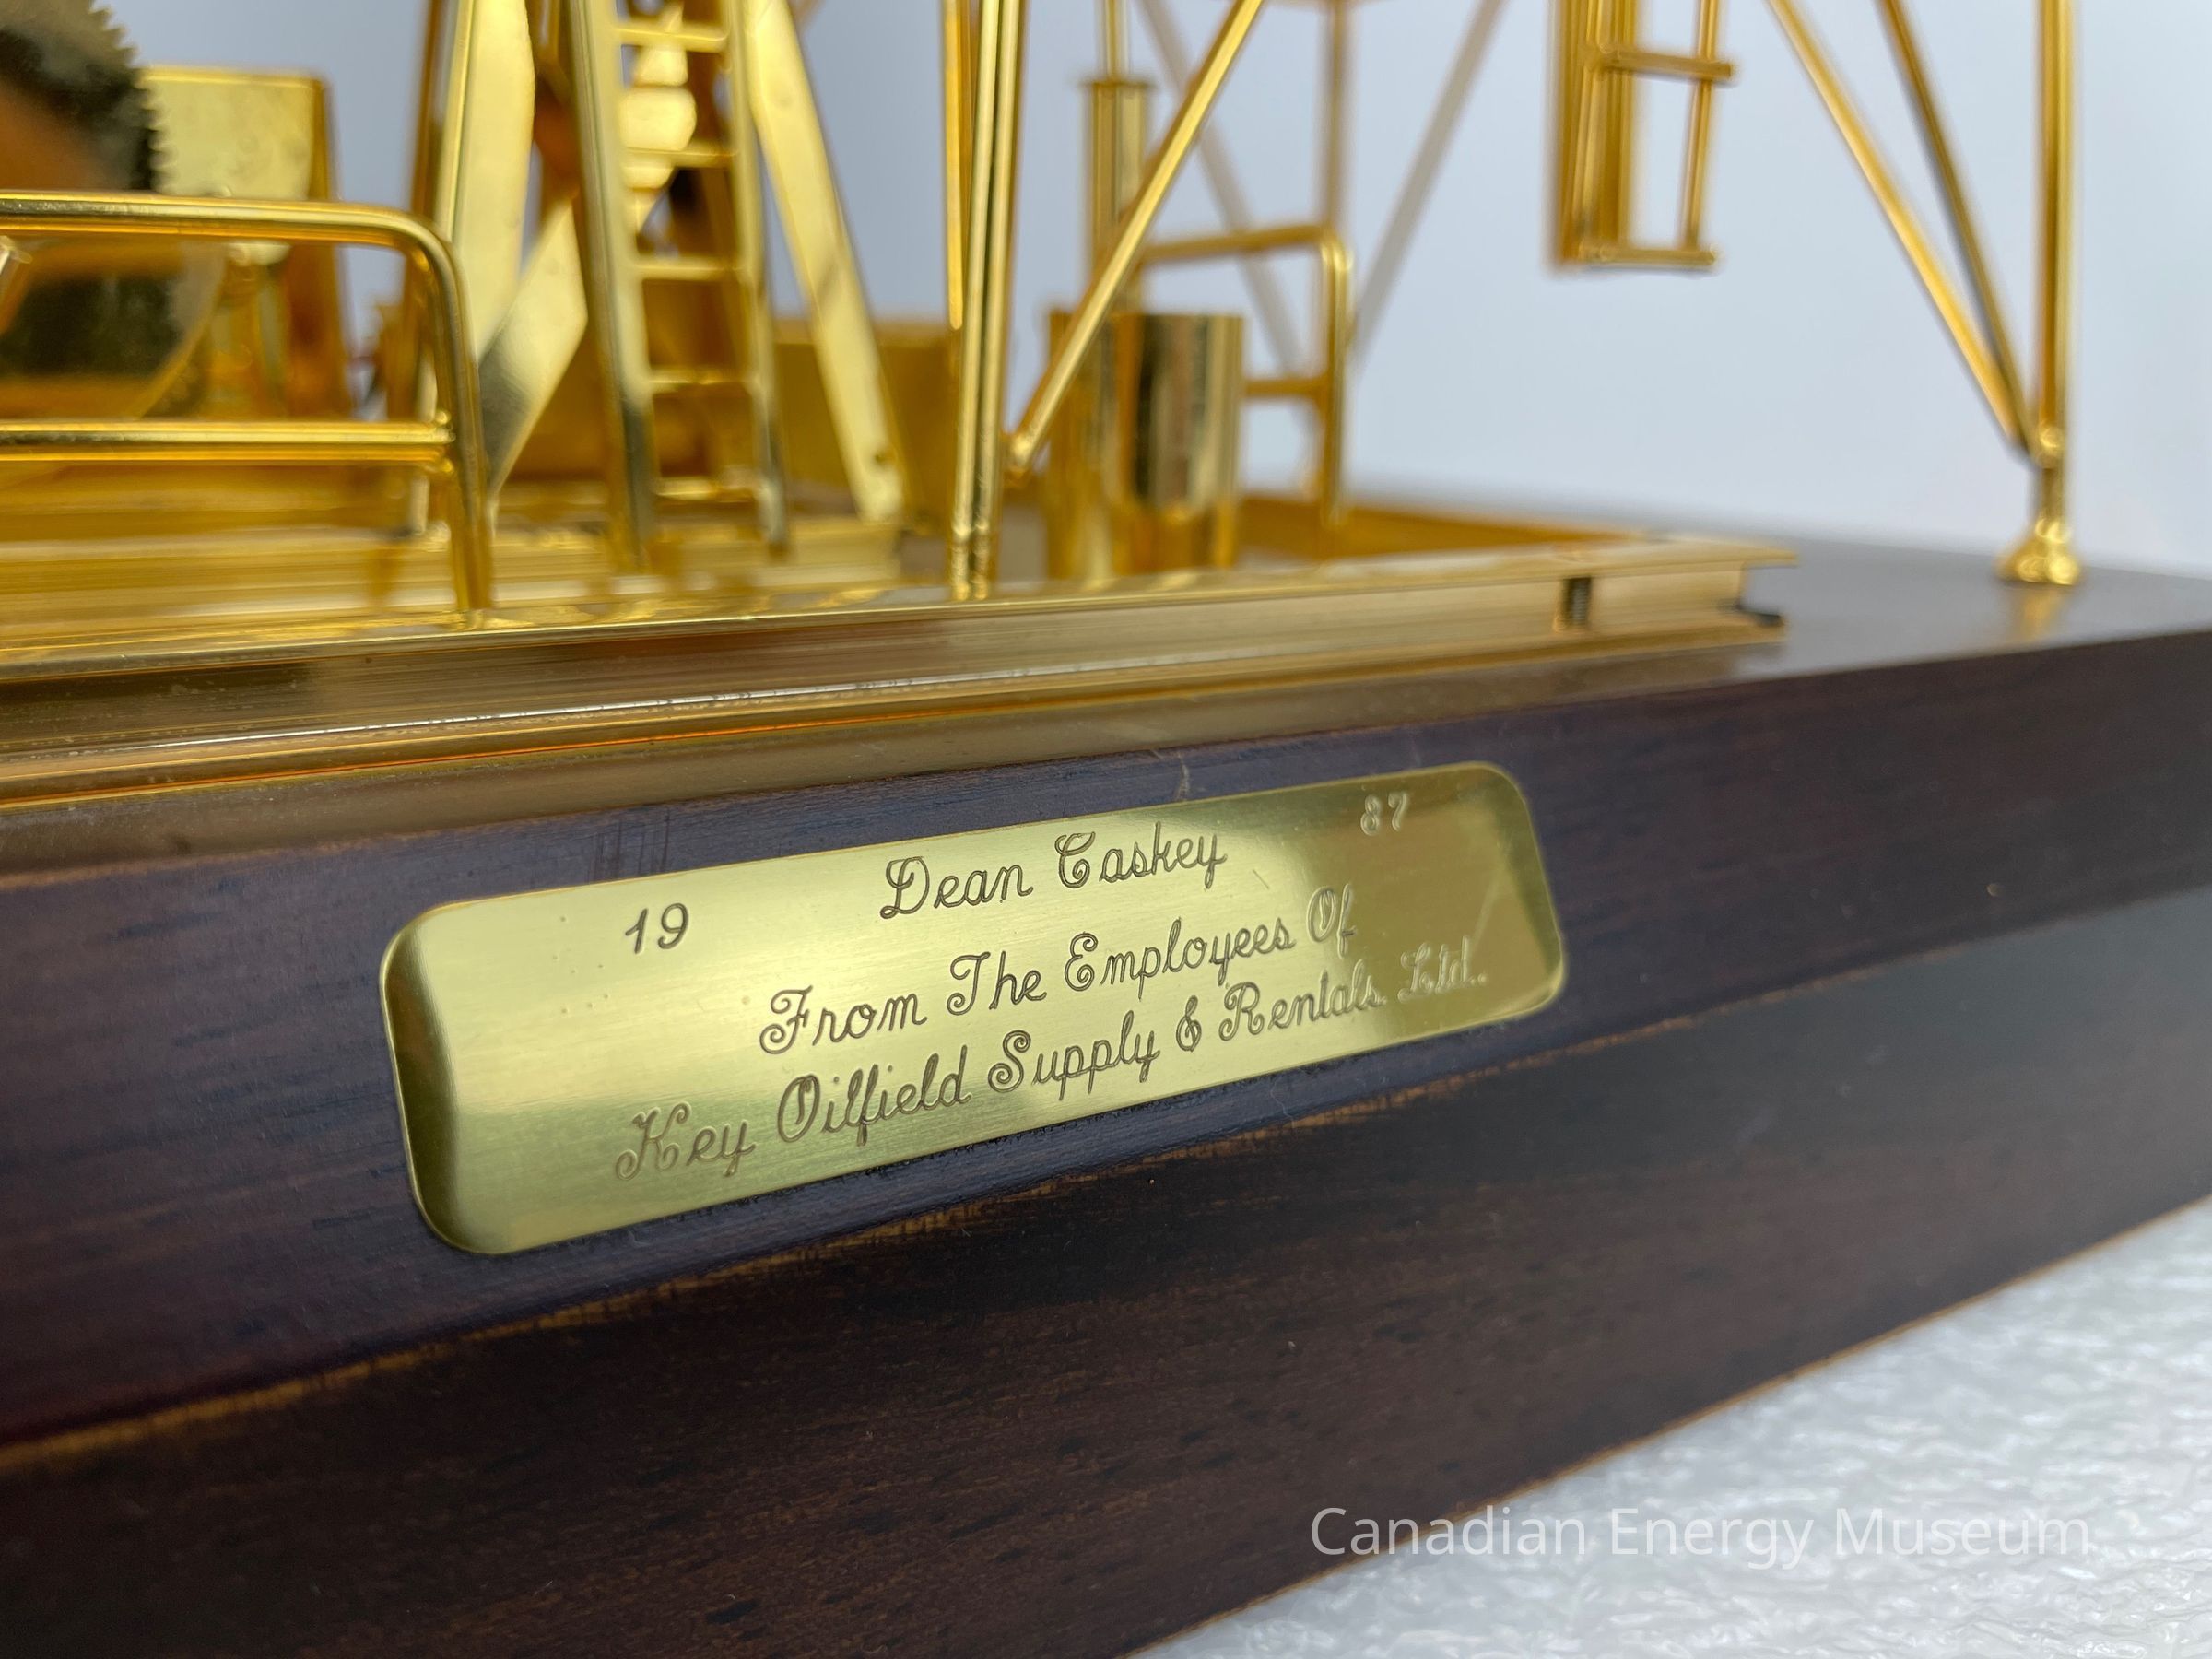 19 Dean Caskey 87
From The Employees Of
Key Oilfield Supply & Rentals Ltd.
Canadian Energy Museum